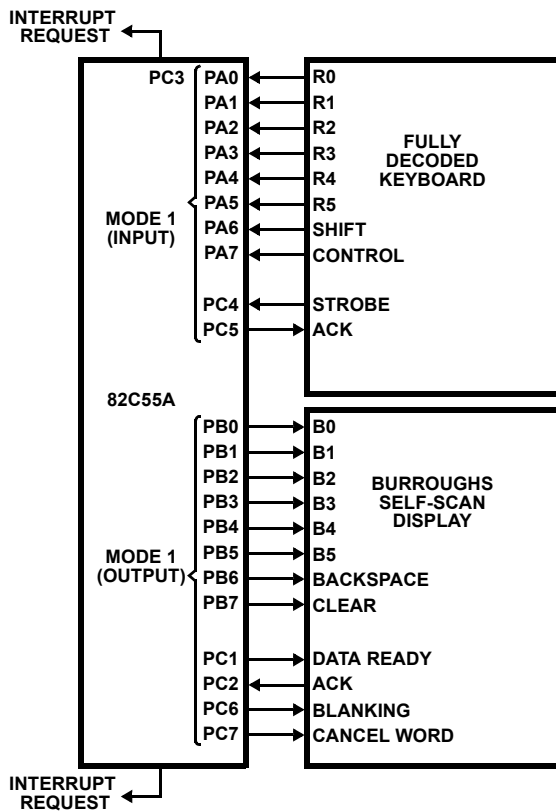 INTERRUPT
REQUEST
PC3 PA0 R0
PA1 R1
PA2 R2
PA3 R3
PA4 R4
PA5 R5
PA6 SHIFT
PA7 CONTROL
MODE 1
(INPUT)
FULLY
DECODED
KEYBOARD
PC4 STROBE
PC5 ACK
82C55A
PB0 B0
PB1 B1
PB2 B2
PB3 B3
PB4 B4
PB5 B5
PB6 BACKSPACE
PB7 CLEAR
MODE 1
(OUTPUT)
BURROUGHS
SELF-SCAN
DISPLAY
PC1 DATA READY
PC2 ACK
PC6 BLANKING
PC7 CANCEL WORD
INTERRUPT
REQUEST